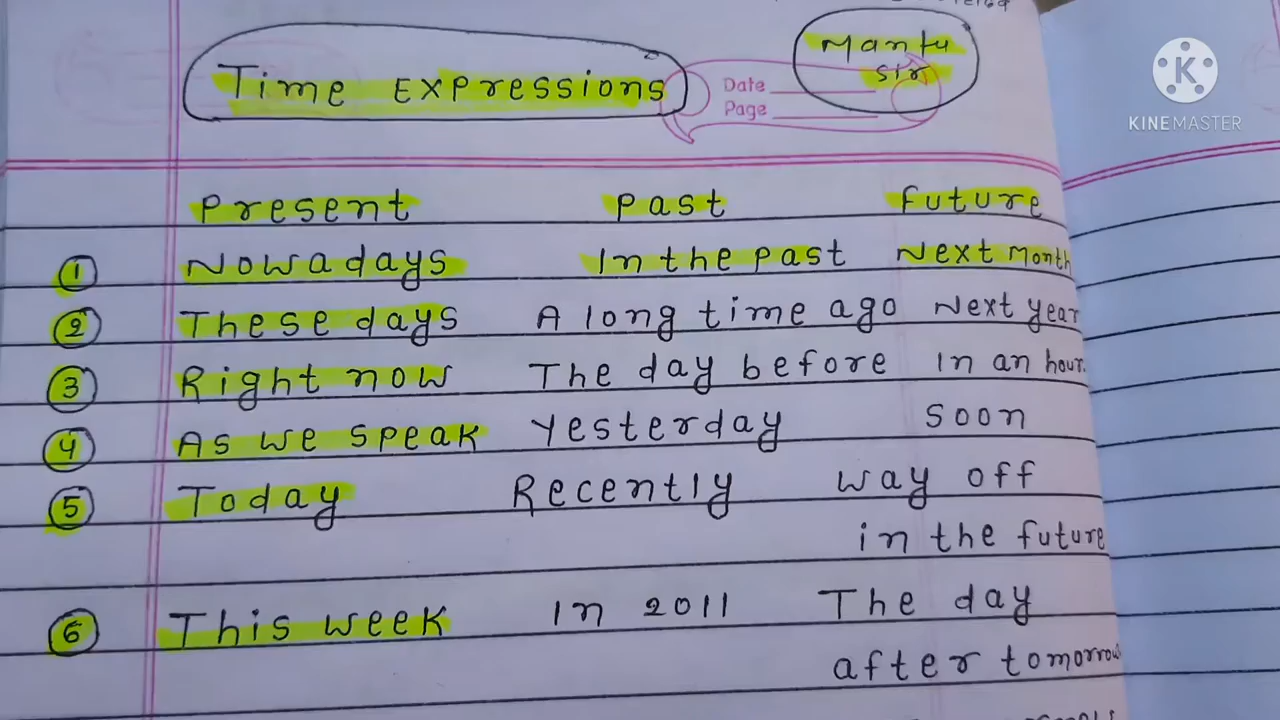 Time Expressions
Mantu
sir
Date
Page
KINEMASTER
Present Past Future
1 Nowadays In the past Next Month
2 These days A long time ago Next year
3 Right now The day before In an hour.
4 As we speak Yesterday Soon
5 Today Recently way off
in the future
6 This week In 2011 The day
after tomorrow